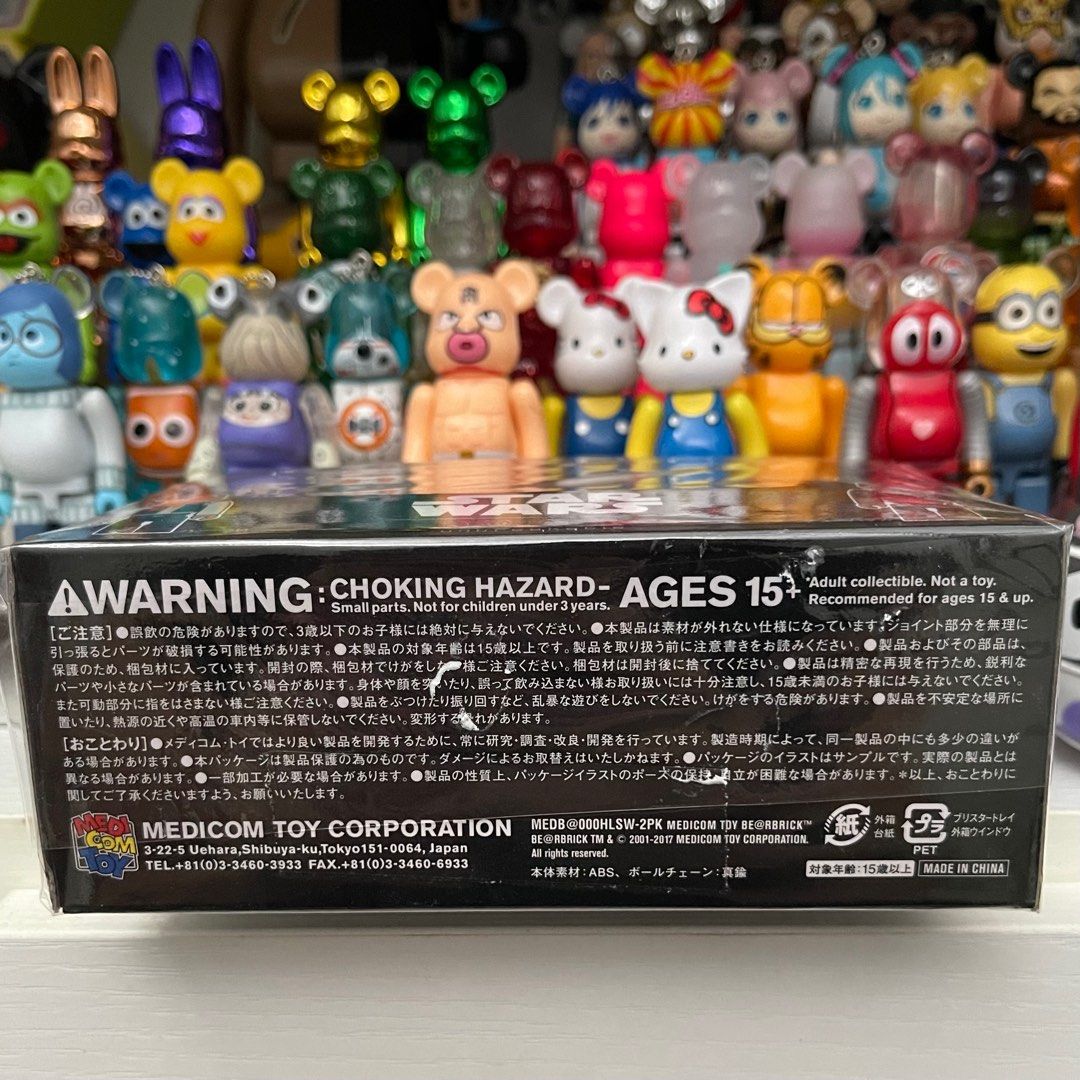 STAR
WARS
WARNING: CHOKING HAZARD-
Small parts. Not for children under 3 years.
AGES 15+
*Adult collectible. Not a toy.
Recommended for ages 15 & up.
[ご注意]●誤飲の危険がありますので、3歳以下のお子様には絶対に与えないでください。●本製品は素材が外れない仕様になっています。ジョイント部分を無理に
引っ張るとパーツが破損する可能性があります。●本製品の対象年齢は15歳以上です。製品を取り扱う前に注意書きをお読みください。●製品およびその部品は、
保護のため、梱包材に入っています。開封の際、梱包材でけがをしな 様ご注意ください。梱包材は開封後に捨ててください。●製品は精密な再現を行うため、鋭利な
パーツや小さなパーツが含まれている場合があります。身体や顔を突いたり、誤って飲み込まない様お取り扱いには十分注意し、15歳未満のお子様には与えないでください。
また可動部分に指をはさまない様ご注意ください。●製品をぶつけたり振り回すなど、乱暴な遊びをしないでください。けがをする危険があります。●製品を不安定な場所に
置いたり、熱源の近くや高温の車内等に保管しないでください。変形する れがあります。
[おことわり]●メディコム・トイではより良い製品を開発するために、常に研究・調査・改良・開発を行っています。製造時期によって、同一製品の中にも多少の違いが
ある場合があります。●本パッケージは製品保護の為のものです。ダメージによるお取替えはいたしかねます。●パッケージのイラストはサンプルです。実際の製品とは
異なる場合があります。●一部加工が必要な場合があります。●製品の性質上、パッケージイラストのポーズの保持、自立が困難な場合があります。*以上、おことわりに
関してご了承くださいますよう、お願いいたします。
MEDI
COM
TOY
MEDICOM TOY CORPORATION
3-22-5 Uehara,Shibuya-ku,Tokyo151-0064, Japan
TEL.+81(0)3-3460-3933 FAX.+81(0)3-3460-6933
MEDB@000HLSW-2PK MEDICOM TOY BE@RBRICK™
BE@RBRICK TM & © 2001-2017 MEDICOM TOY CORPORATION.
All rights reserved.
本体素材：ABS、ボールチェーン：真鍮
紙
外箱
台紙
プラ
PET
ブリスタートレイ
外箱ウインドウ
対象年齢：15歳以上
MADE IN CHINA